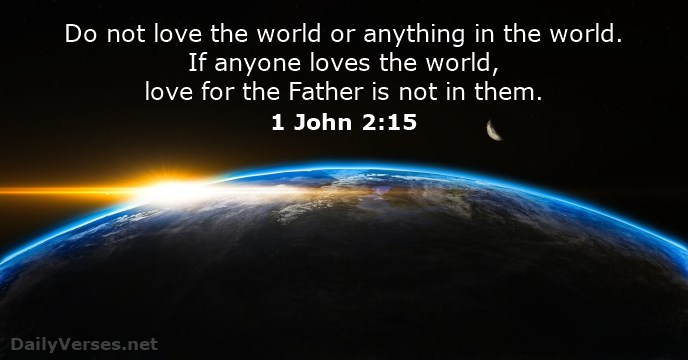 Do not love the world or anything in the world.
If anyone loves the world,
love for the Father is not in them.
1 John 2:15
DailyVerses.net